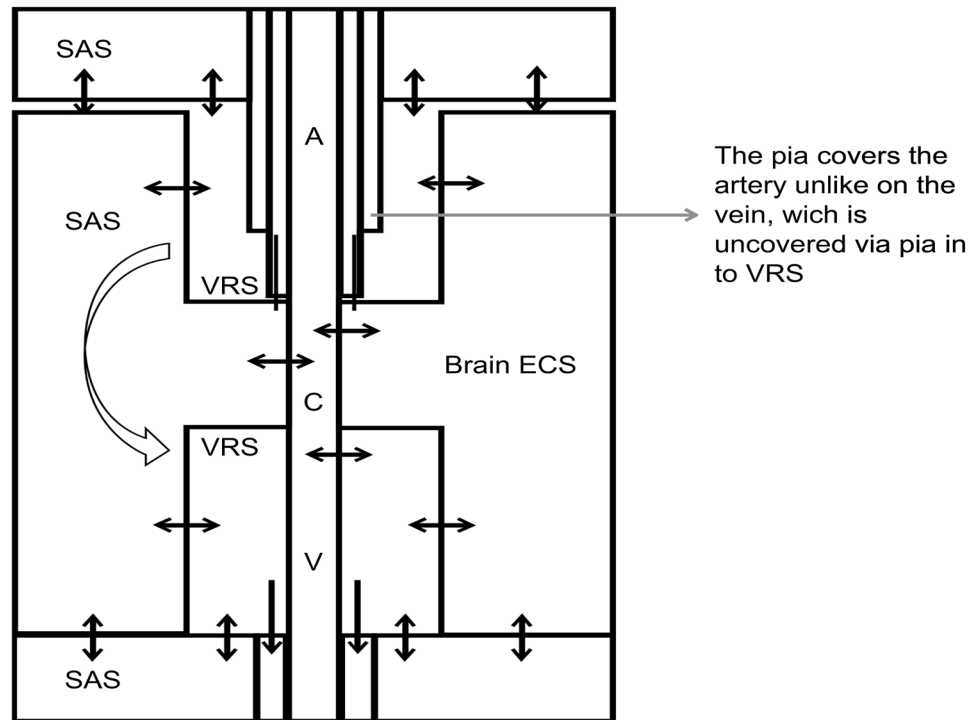 SAS
A
The pia covers the
artery unlike on the
vein, wich is
uncovered via pia in
to VRS
SAS
VRS
Brain ECS
C
VRS
V
SAS